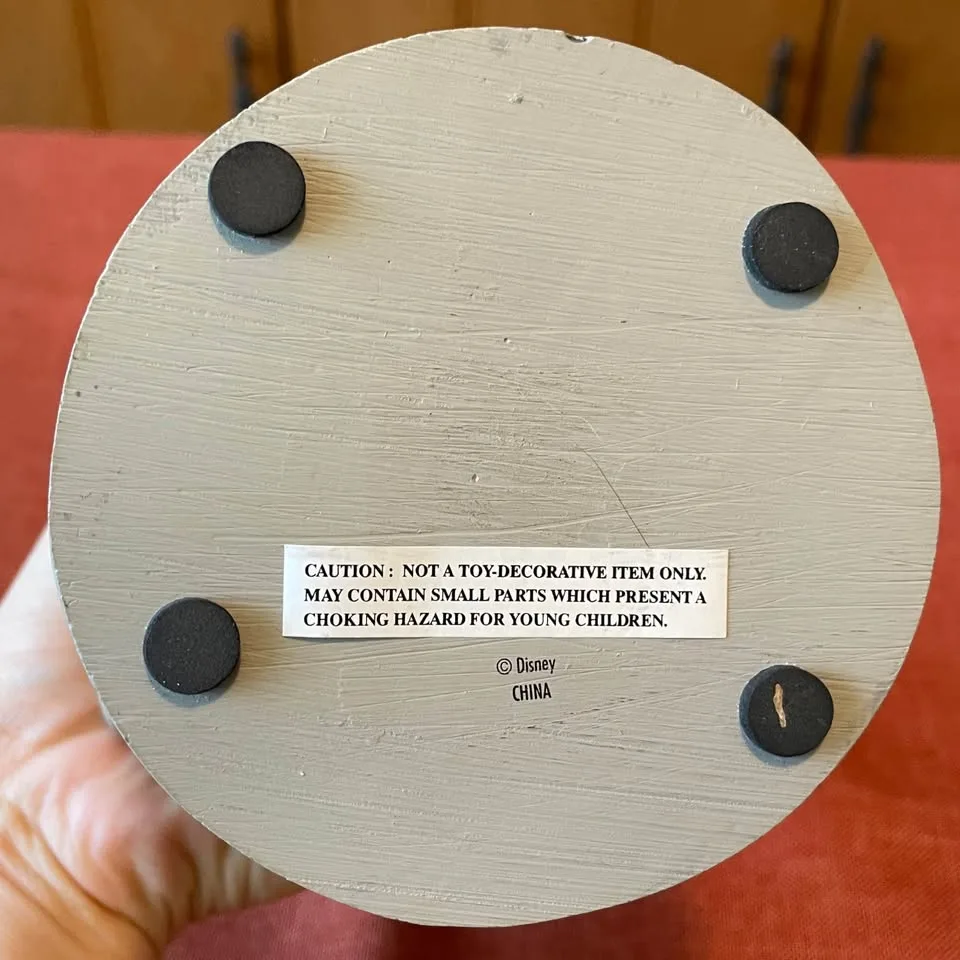 CAUTION : NOT A TOY-DECORATIVE ITEM ONLY.
MAY CONTAIN SMALL PARTS WHICH PRESENT A
CHOKING HAZARD FOR YOUNG CHILDREN.
© Disney
CHINA